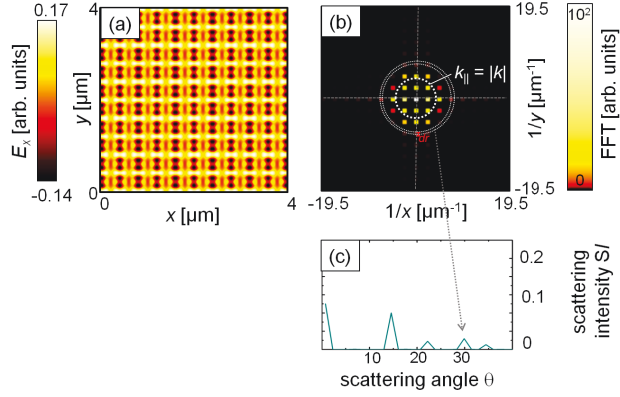 0.17
-0.14
Eₓ [arb. units]
(a)
4
y [µm]
0
0
x [µm]
4
(b)
k|| = |k|
dr
19.5
1/y [µm⁻¹]
-19.5
-19.5
1/x [µm⁻¹]
19.5
10²
0
FFT [arb. units]
(c)
0.2
0.1
0
scattering
intensity SI
10
20
30
scattering angle θ